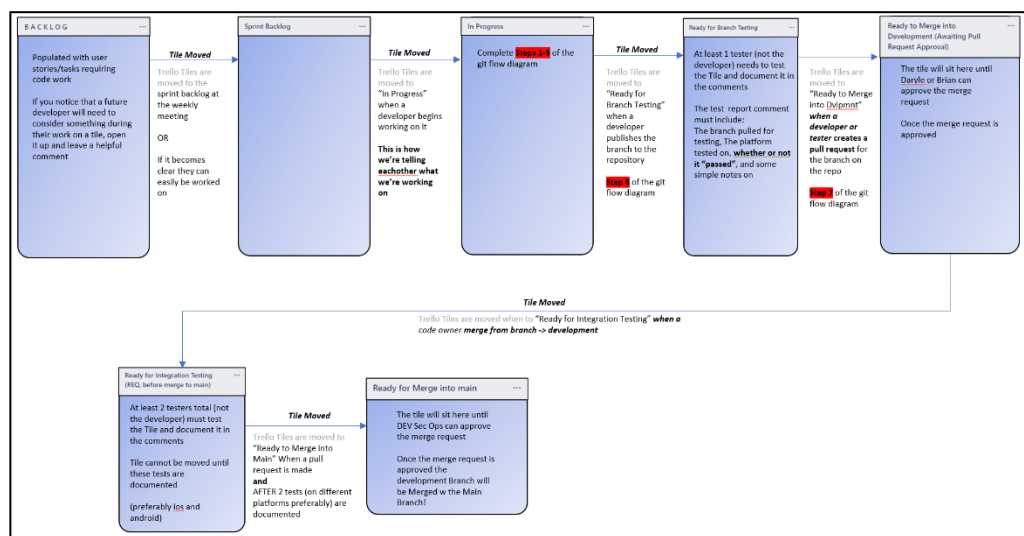 BACKLOG ...
Populated with user
stories/tasks requiring
code work
If you notice that a future
developer will need to
consider something during
their work on a tile, open
it up and leave a helpful
comment
Tile Moved
Trello Tiles are
moved to the
sprint backlog at
the weekly
meeting
OR
If it becomes
clear they can
easily be worked
on
Sprint Backlog ...
Tile Moved
Trello Tiles are
moved to
"In Progress"
when a
developer begins
working on it
This is how
we're telling
eachother what
we're working
on
In Progress ...
Complete Steps 1-5 of the
git flow diagram
Tile Moved
Trello Tiles are
moved to
"Ready for
Branch Testing"
when a
developer
publishes the
branch to the
repository
Step 6 of the git
flow diagram
Ready for Branch Testing ...
At least 1 tester (not the
developer) needs to test
the Tile and document it in
the comments
The test report comment
must include:
The branch pulled for
testing, The platform
tested on, whether or not
it "passed", and some
simple notes on
Tile Moved
Trello Tiles are
moved to
"Ready to Merge
into Dvlpmnt"
when a
developer or
tester creates a
pull request for
the branch on
the repo
Step 7 of the git
flow diagram
Ready to Merge into
Development (Awaiting Pull
Request Approval) ...
The tile will sit here until
Daryle or Brian can
approve the merge
request
Once the merge request is
approved
Tile Moved
Trello Tiles are moved when to "Ready for Integration Testing" when a
code owner merge from branch -> development
Ready for Integration Testing ...
(REQ. before merge to main)
At least 2 testers total (not
the developer) must test
the Tile and document it in
the comments
Tile cannot be moved until
these tests are
documented
(preferably ios and
android)
Tile Moved
Trello Tiles are moved to
"Ready to Merge into
Main" When a pull
request is made
and
AFTER 2 tests (on different
platforms preferably) are
documented
Ready for Merge into main ...
The tile will sit here until
DEV Sec Ops can approve
the merge request
Once the merge request is
approved the
development Branch will
be Merged w the Main
Branch!